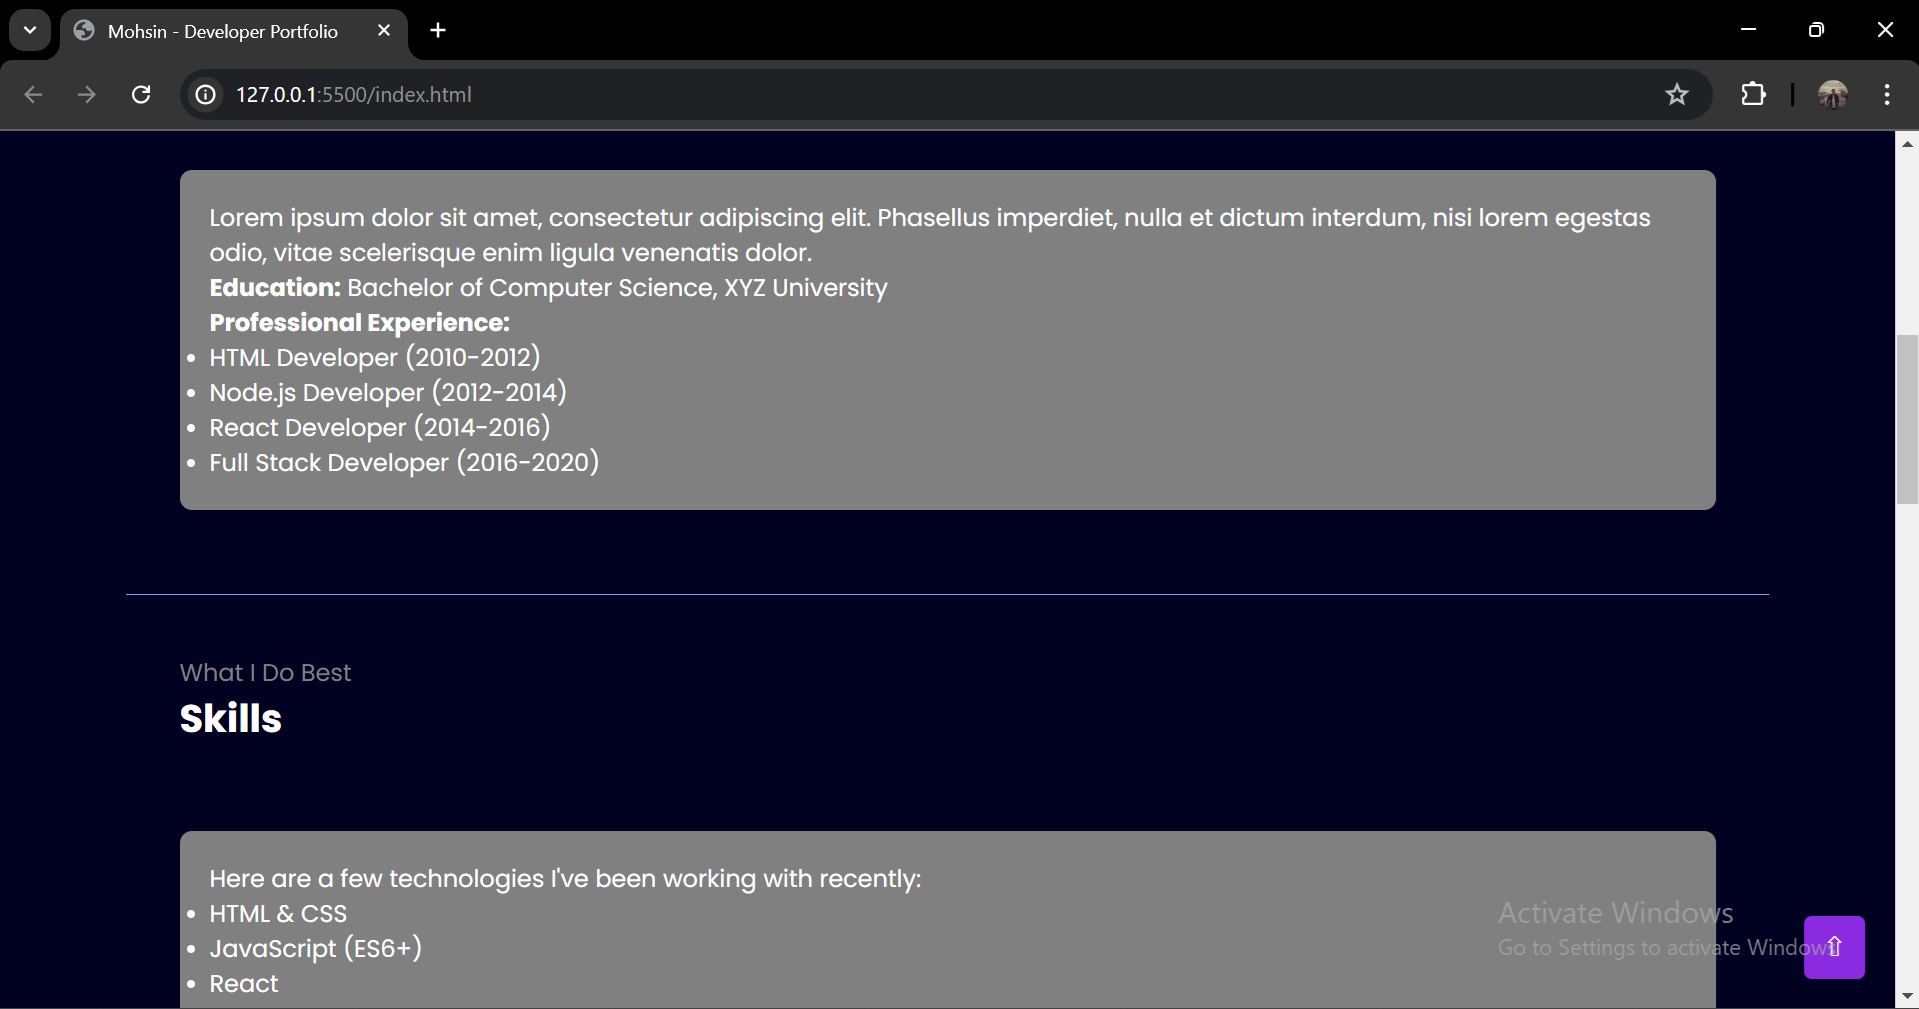 Mohsin - Developer Portfolio
127.0.0.1:5500/index.html
Lorem ipsum dolor sit amet, consectetur adipiscing elit. Phasellus imperdiet, nulla et dictum interdum, nisi lorem egestas
odio, vitae scelerisque enim ligula venenatis dolor.
Education: Bachelor of Computer Science, XYZ University
Professional Experience:
• HTML Developer (2010-2012)
• Node.js Developer (2012-2014)
• React Developer (2014-2016)
• Full Stack Developer (2016-2020)
What I Do Best
Skills
Here are a few technologies I've been working with recently:
• HTML & CSS
• JavaScript (ES6+)
• React
Activate Windows
Go to Settings to activate Windows